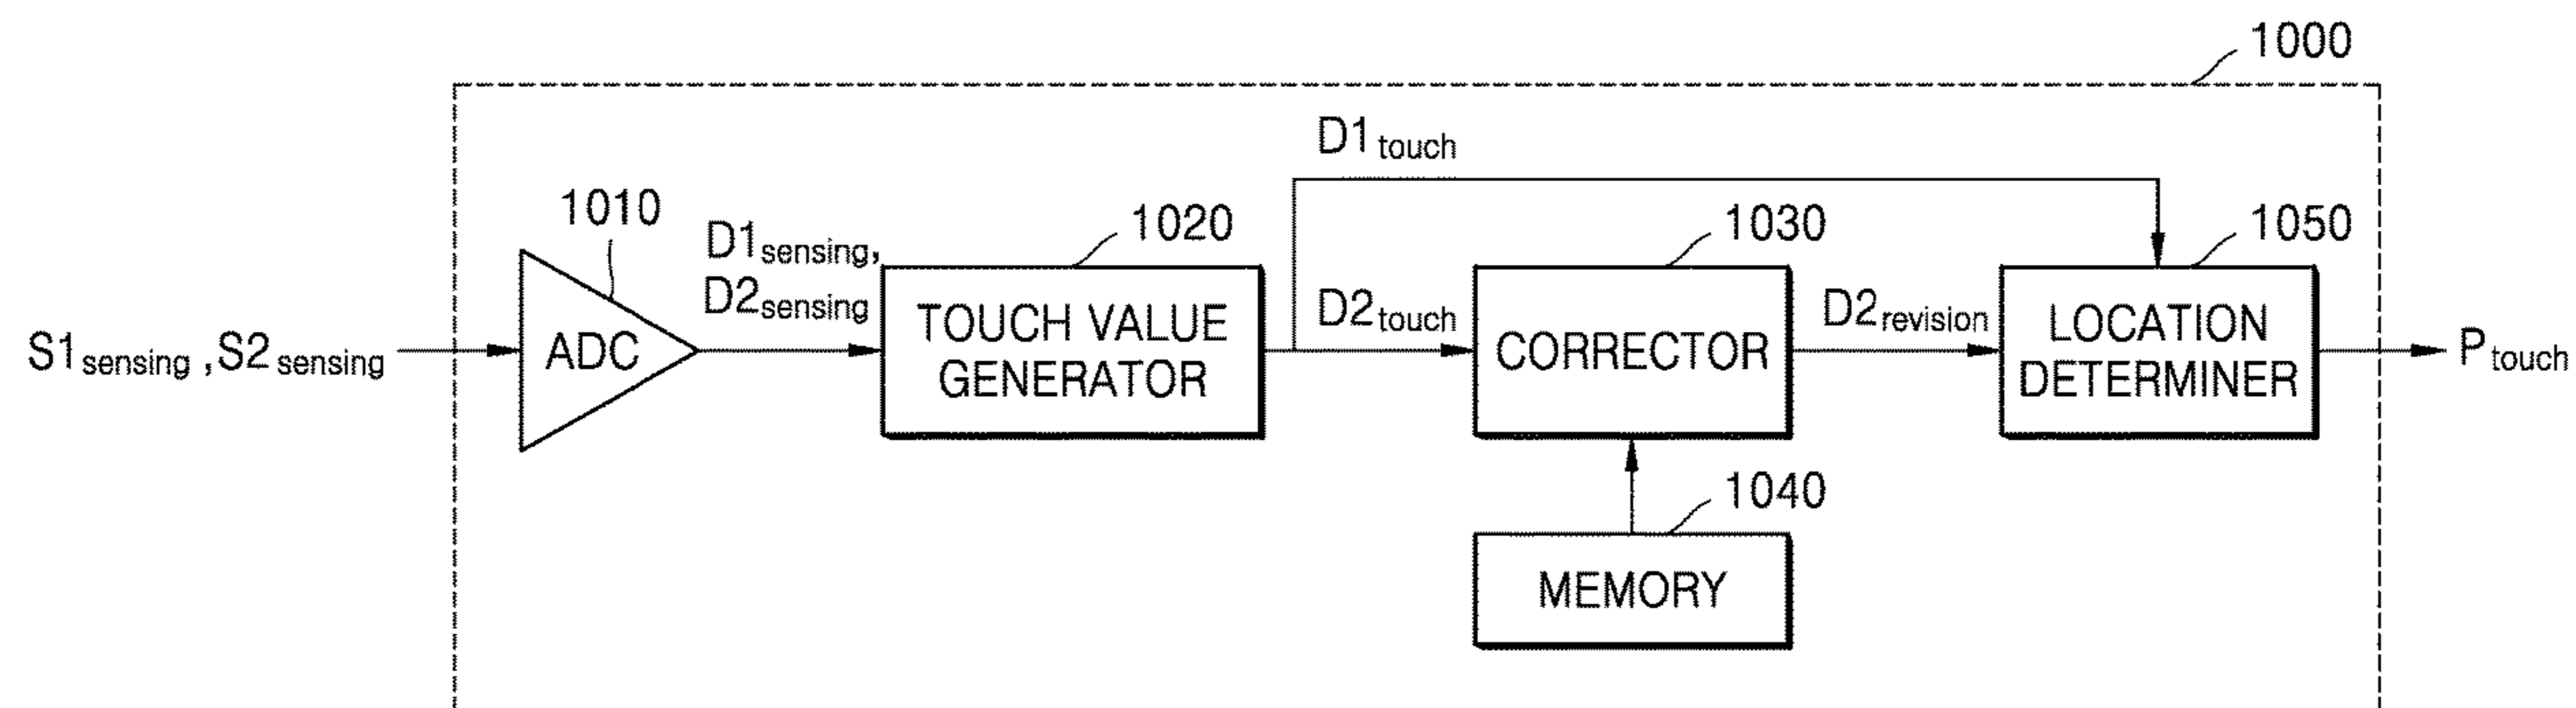 1000
D1touch
1010
D1sensing,
D2sensing
1020
1030
1050
S1sensing ,S2sensing
ADC
TOUCH VALUE
GENERATOR
D2touch
CORRECTOR
D2revision
LOCATION
DETERMINER
Ptouch
1040
MEMORY